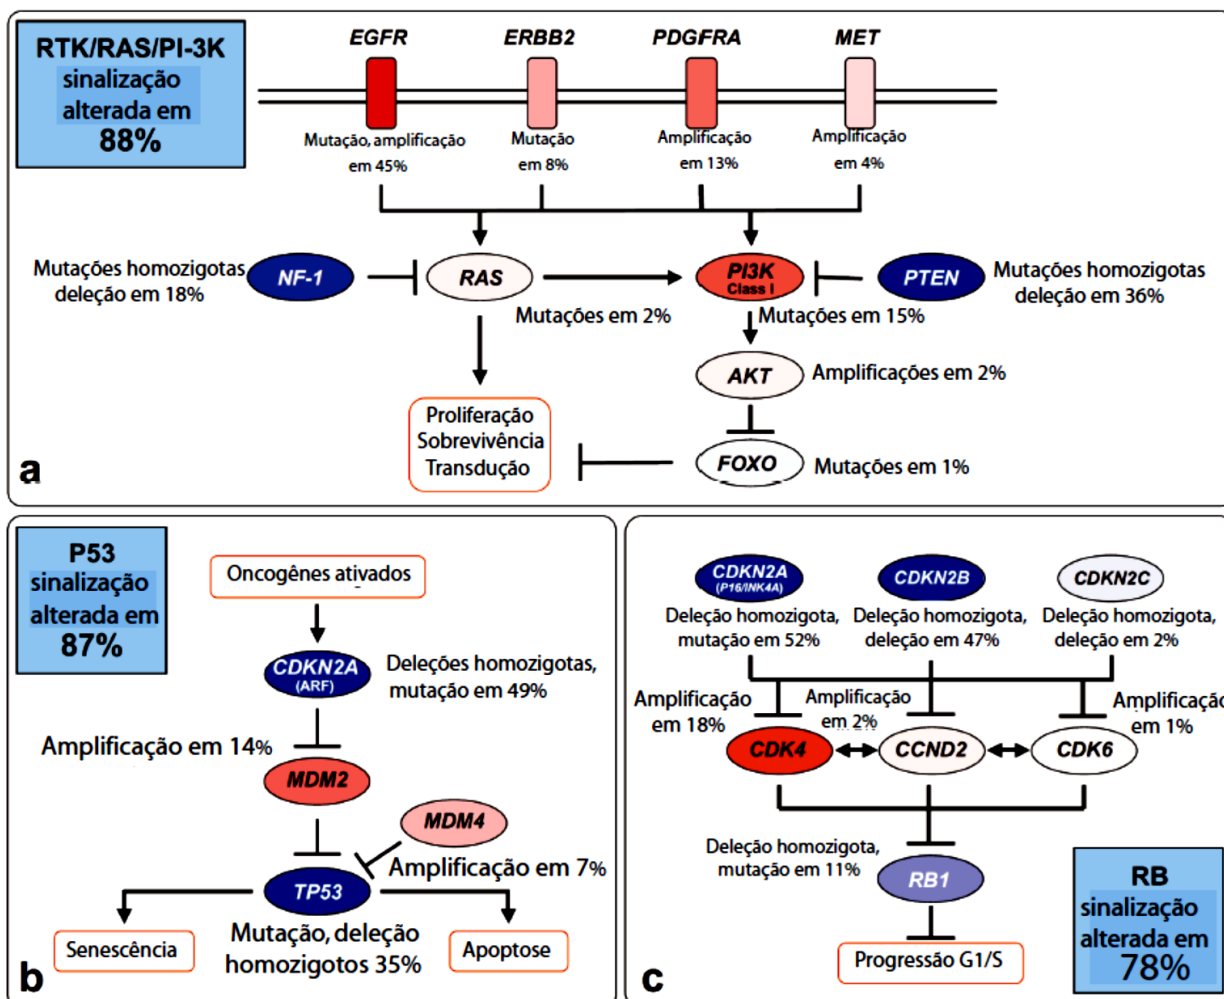 RTK/RAS/PI-3K
sinalização
alterada em
88%
EGFR
ERBB2
PDGFRA
MET
Mutação, amplificação
em 45%
Mutação
em 8%
Amplificação
em 13%
Amplificação
em 4%
Mutações homozigotas
deleção em 18%
NF-1
RAS
PI3K
Class I
PTEN
Mutações homozigotas
deleção em 36%
Mutações em 2%
Mutações em 15%
AKT
Amplificações em 2%
Proliferação
Sobrevivência
Transdução
FOXO
Mutações em 1%
a
P53
sinalização
alterada em
87%
Oncogênes ativados
CDKN2A
(ARF)
Deleções homozigotas,
mutação em 49%
Amplificação em 14%
MDM2
MDM4
Amplificação em 7%
TP53
Senescência
Mutação, deleção
homozigotos 35%
Apoptose
b
CDKN2A
(P16/INK4A)
CDKN2B
CDKN2C
Deleção homozigota,
mutação em 52%
Deleção homozigota,
deleção em 47%
Deleção homozigota,
deleção em 2%
Amplificação
em 18%
Amplificação
em 2%
Amplificação
em 1%
CDK4
CCND2
CDK6
Deleção homozigota,
mutação em 11%
RB1
Progressão G1/S
RB
sinalização
alterada em
78%
c